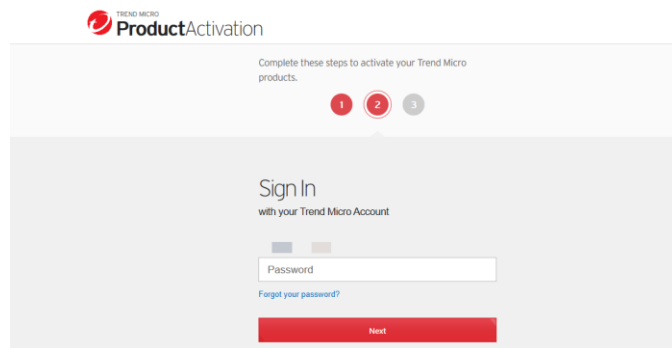 TREND MICRO
ProductActivation
Complete these steps to activate your Trend Micro
products.
1 2 3
Sign In
with your Trend Micro Account
Password
Forgot your password?
Next